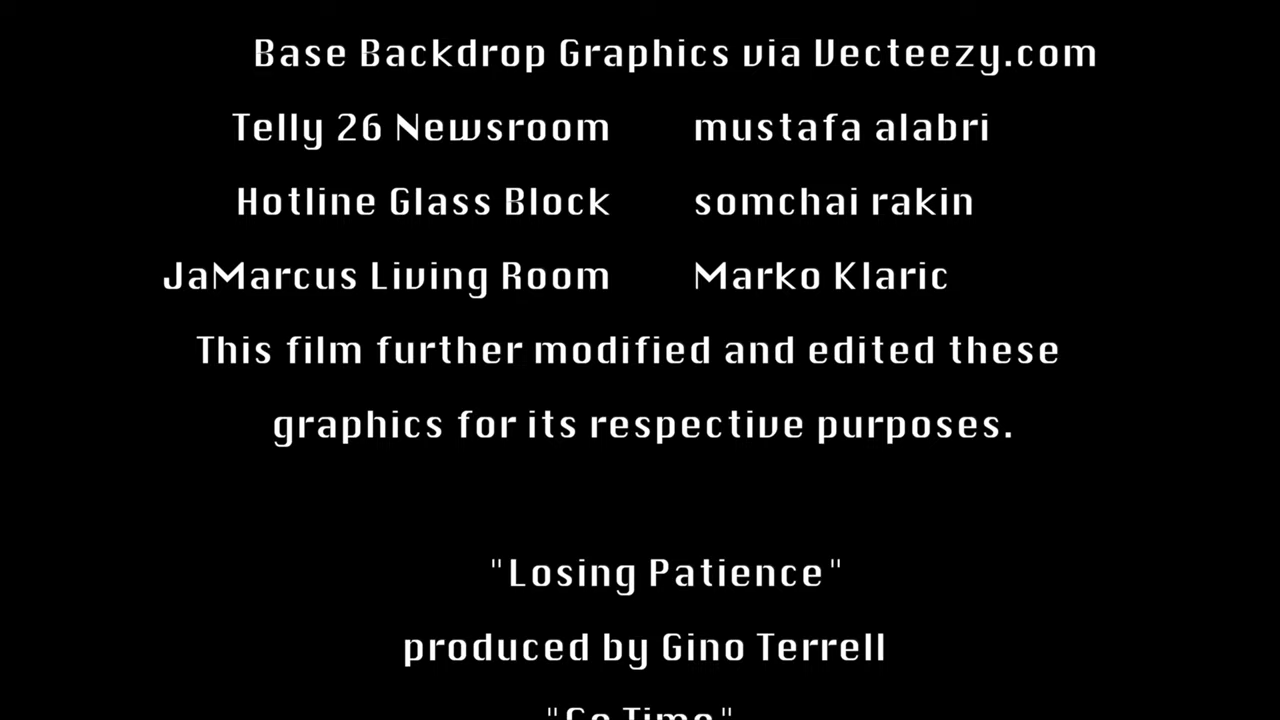 Base Backdrop Graphics via Vecteezy.com
Telly 26 Newsroom mustafa alabri
Hotline Glass Block somchai rakin
JaMarcus Living Room Marko Klaric
This film further modified and edited these
graphics for its respective purposes.
"Losing Patience"
produced by Gino Terrell
"Go Time"